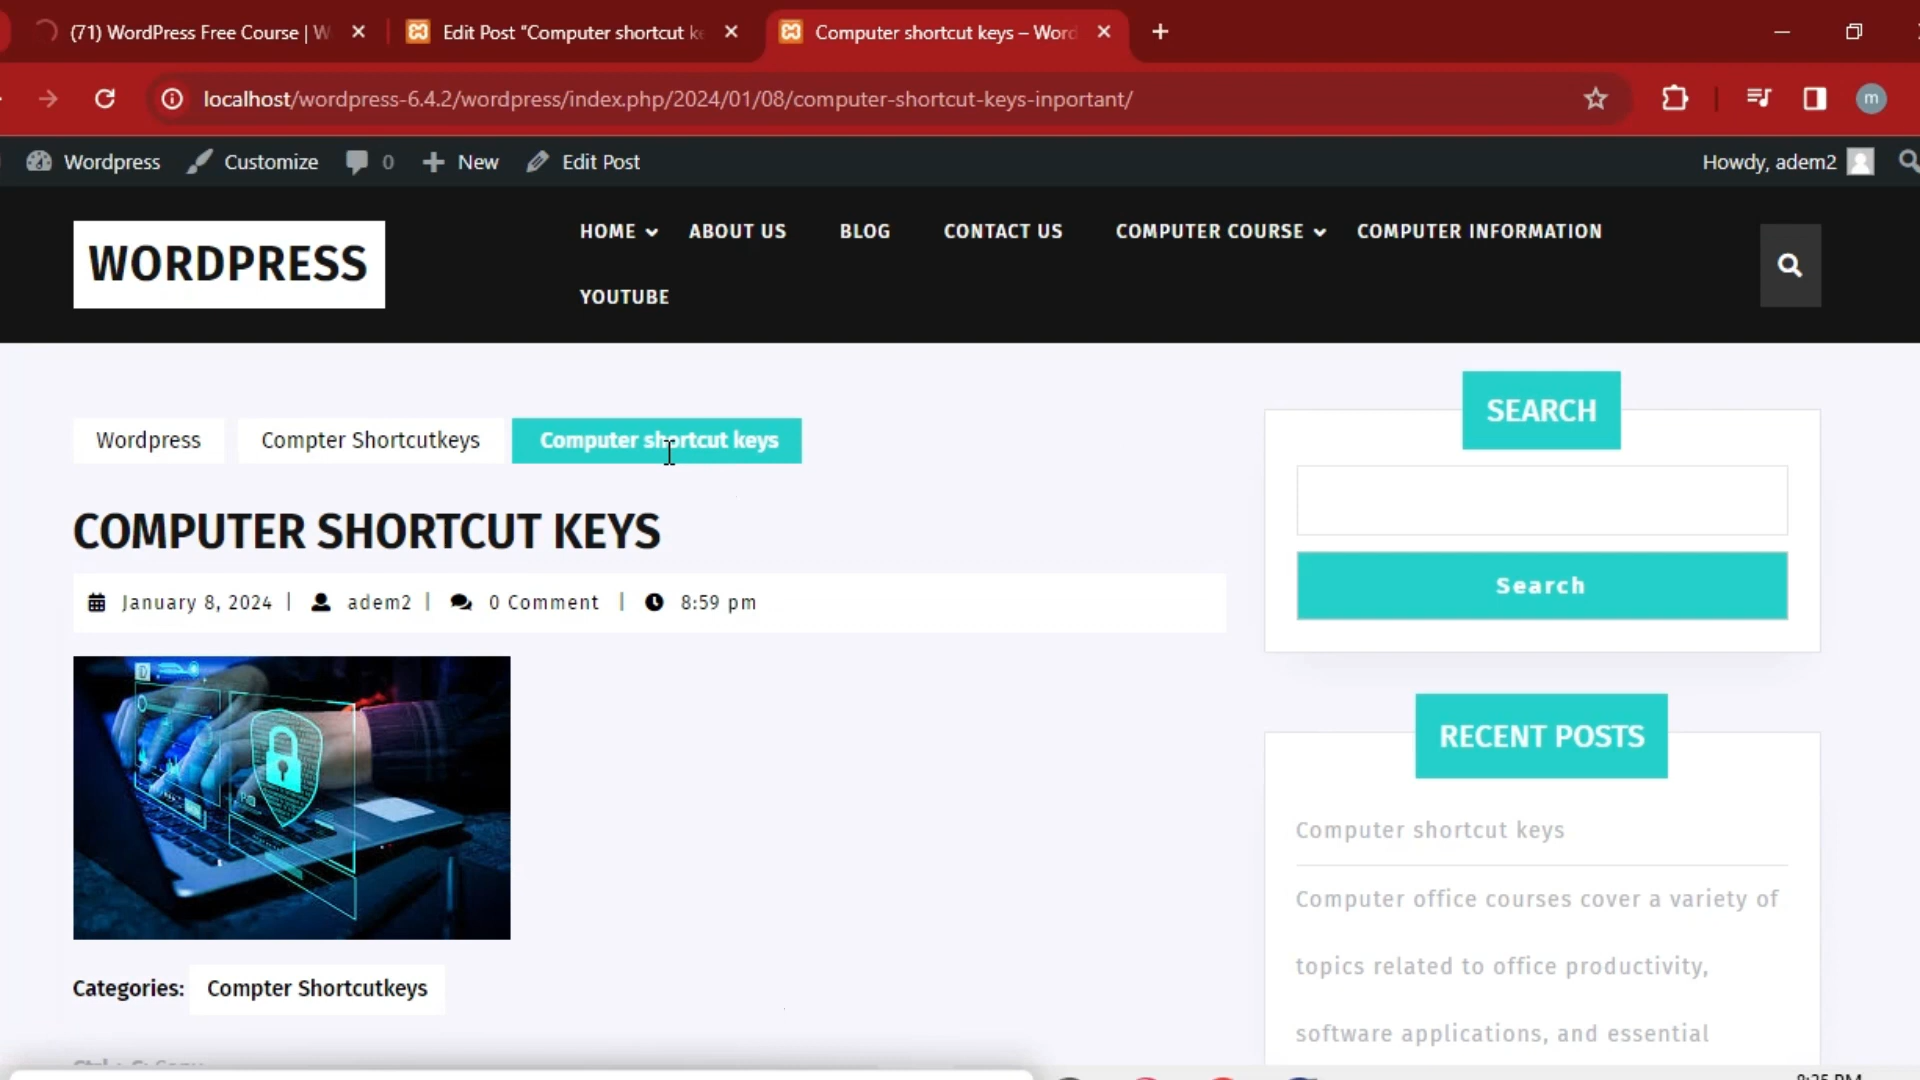 (71) WordPress Free Course | W
Edit Post “Computer shortcut ke
Computer shortcut keys – Word
localhost/wordpress-6.4.2/wordpress/index.php/2024/01/08/computer-shortcut-keys-inportant/
m
Wordpress
Customize
0
New
Edit Post
Howdy, adem2
WORDPRESS
HOME
ABOUT US
BLOG
CONTACT US
COMPUTER COURSE
COMPUTER INFORMATION
YOUTUBE
Wordpress
Compter Shortcutkeys
Computer shortcut keys
COMPUTER SHORTCUT KEYS
January 8, 2024 | adem2 | 0 Comment | 8:59 pm
Categories: Compter Shortcutkeys
SEARCH
Search
RECENT POSTS
Computer shortcut keys
Computer office courses cover a variety of
topics related to office productivity,
software applications, and essential